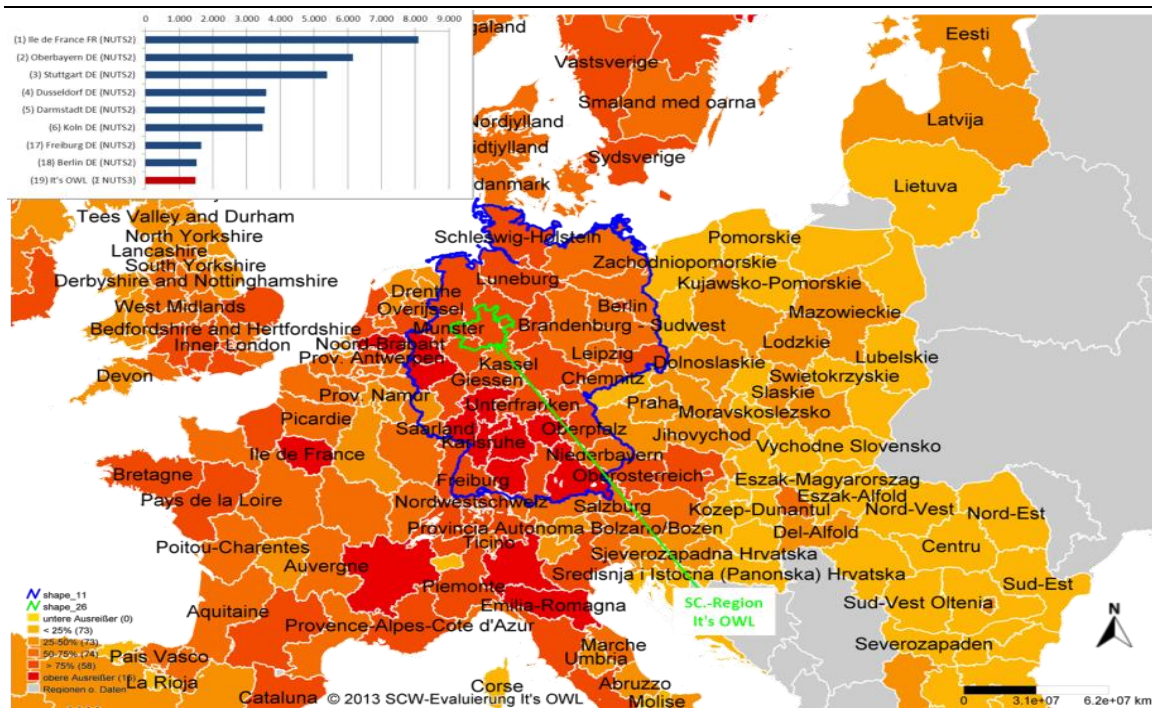 0 1.000 2.000 3.000 4.000 5.000 6.000 7.000 8.000 9.000
(1) Ile de France FR (NUTS2)
(2) Oberbayern DE (NUTS2)
(3) Stuttgart DE (NUTS2)
(4) Dusseldorf DE (NUTS2)
(5) Darmstadt DE (NUTS2)
(6) Koln DE (NUTS2)
(17) Freiburg DE (NUTS2)
(18) Berlin DE (NUTS2)
(19) It's OWL (Σ NUTS3)
galand
Eesti
Vastsverige
Smaland med oarna
Nordjylland
idtjylland
Latvija
Sydsverige
danmark
Lietuva
Tees Valley and Durham
North Yorkshire
Lancashire
South Yorkshire
Derbyshire and Nottinghamshire
West Midlands
Bedfordshire and Hertfordshire
Inner London
Devon
Schleswig-Holstein
Pomorskie
Zachodniopomorskie
Luneburg
Kujawsko-Pomorskie
Drenthe
Overijssel
Berlin
Mazowieckie
Munster
Brandenburg - Sudwest
Noord-Brabant
Lodzkie
Prov. Antwerpen
Kassel
Leipzig
Dolnoslaskie
Lubelskie
Giessen
Chemnitz
Swietokrzyskie
Prov. Namur
Slaskie
Picardie
Unterfranken
Praha
Moravskoslezsko
Saarland
Oberpfalz
Jihovychod
Karlsruhe
Vychodne Slovensko
Ile de France
Niederbayern
Bretagne
Freiburg
Oberosterreich
Eszak-Magyarorszag
Eszak-Alfold
Pays de la Loire
Nordwestschweiz
Salzburg
Kozep-Dunantul
Nord-Vest
Nord-Est
Provincia Autonoma Bolzano/Bozen
Del-Alfold
Poitou-Charentes
Ticino
Centru
Auvergne
Sjeverozapadna Hrvatska
Piemonte
Sredisnja i Istocna (Panonska) Hrvatska
Sud-Est
Emilia-Romagna
Aquitaine
SC.-Region
It's OWL
Sud-Vest Oltenia
Provence-Alpes-Cote d'Azur
Marche
Severozapaden
Pais Vasco
Umbria
La Rioja
Corse
Abruzzo
Cataluna
Molise
shape_11
shape_26
untere Ausreißer (0)
< 25% (73)
25-50% (73)
50-75% (74)
> 75% (58)
obere Ausreißer (16)
Regionen o. Daten
© 2013 SCW-Evaluierung It's OWL
N
0 3.1e+07 6.2e+07 km